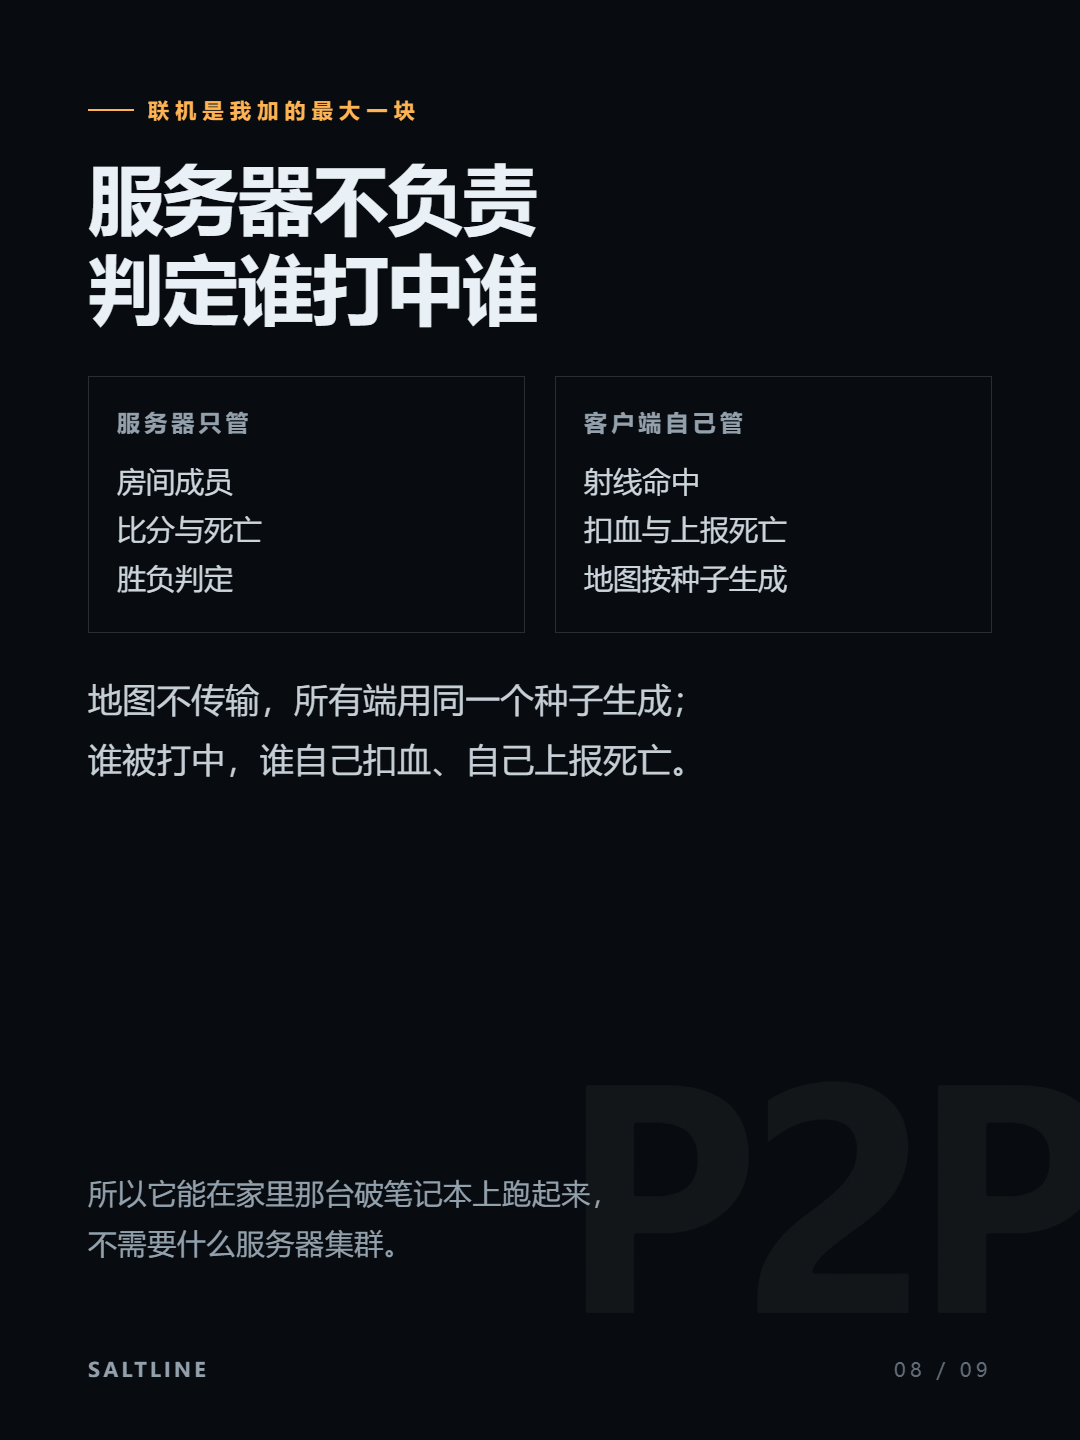 联机是我加的最大一块
服务器不负责
判定谁打中谁
服务器只管
房间成员
比分与死亡
胜负判定
客户端自己管
射线命中
扣血与上报死亡
地图按种子生成
地图不传输，所有端用同一个种子生成；
谁被打中，谁自己扣血、自己上报死亡。
P2P
所以它能在家里那台破笔记本上跑起来，
不需要什么服务器集群。
SALTLINE
08 / 09